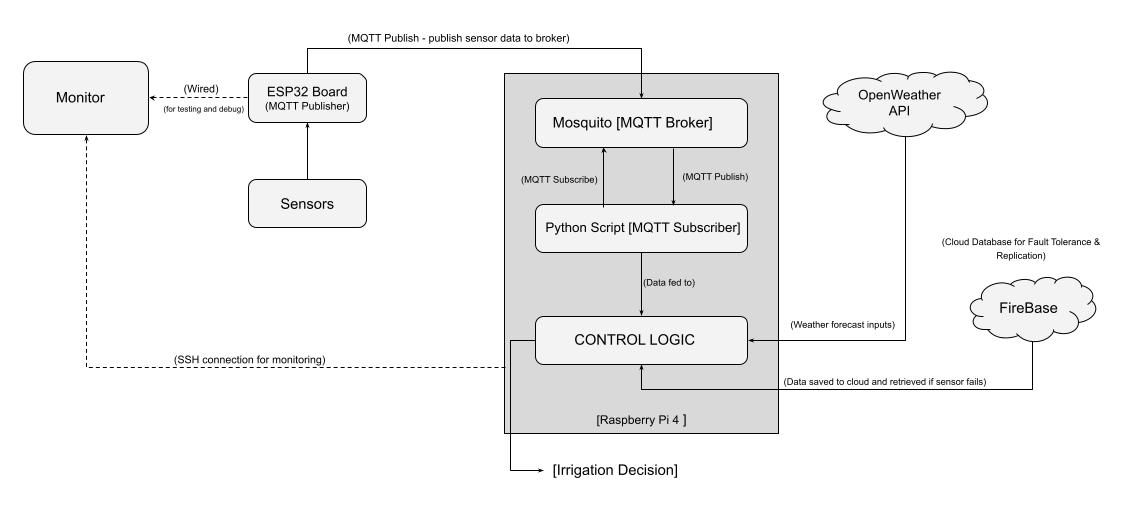 (MQTT Publish - publish sensor data to broker)
Monitor
(Wired)
(for testing and debug)
ESP32 Board
(MQTT Publisher)
Sensors
Mosquito [MQTT Broker]
(MQTT Subscribe)
(MQTT Publish)
Python Script [MQTT Subscriber]
(Data fed to)
CONTROL LOGIC
[Raspberry Pi 4 ]
OpenWeather
API
(Cloud Database for Fault Tolerance &
Replication)
FireBase
(Weather forecast inputs)
(Data saved to cloud and retrieved if sensor fails)
(SSH connection for monitoring)
[Irrigation Decision]